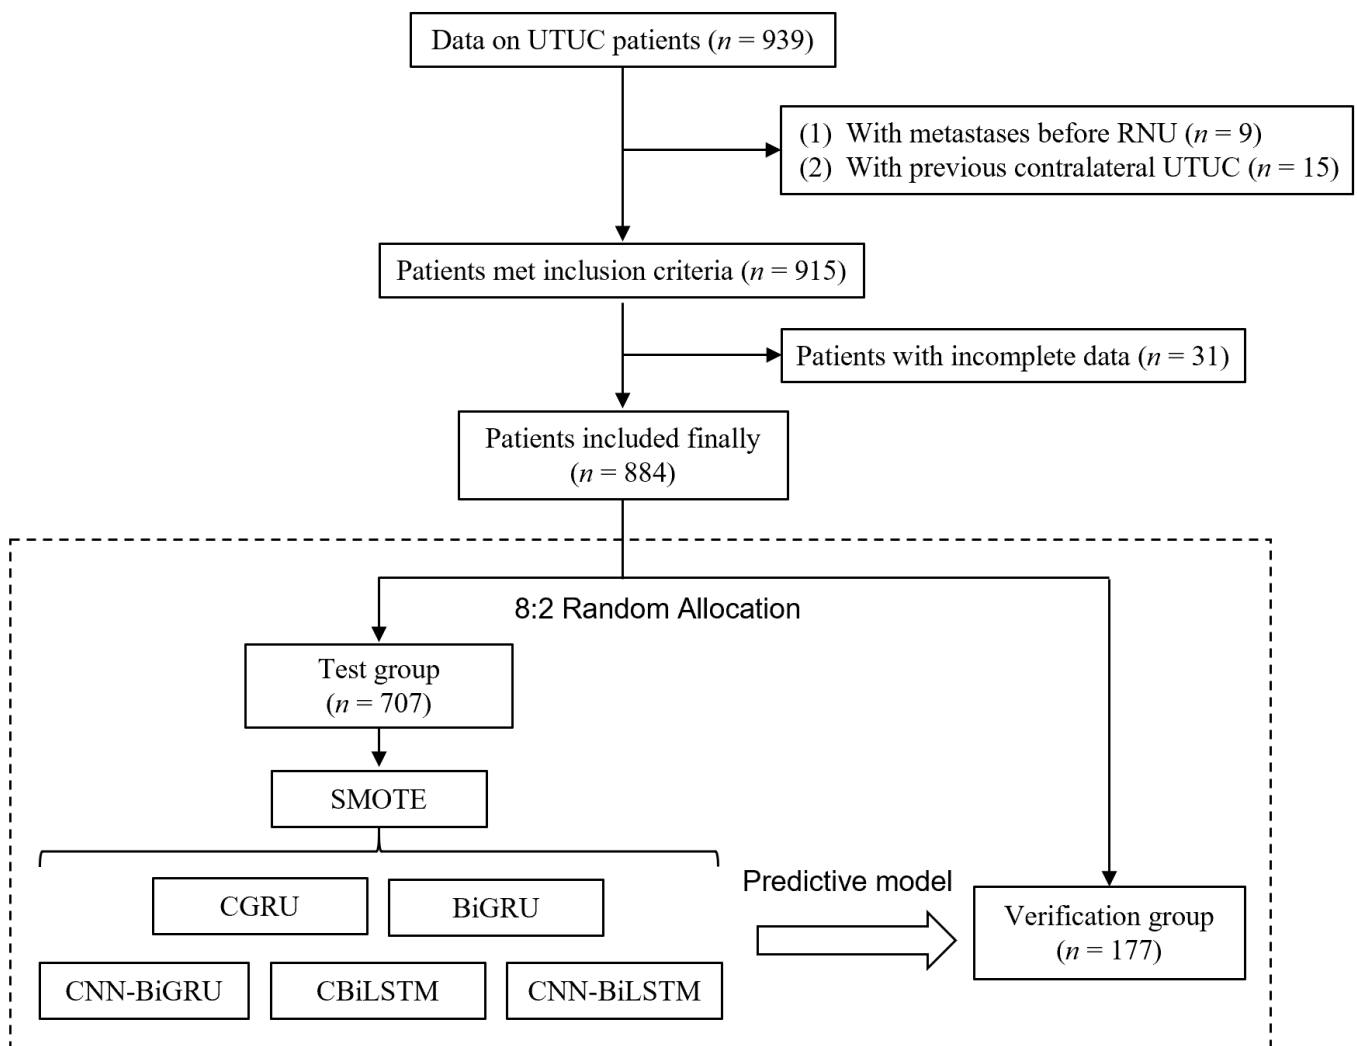 Data on UTUC patients (n = 939)
(1) With metastases before RNU (n = 9)
(2) With previous contralateral UTUC (n = 15)
Patients met inclusion criteria (n = 915)
Patients with incomplete data (n = 31)
Patients included finally
(n = 884)
8:2 Random Allocation
Test group
(n = 707)
SMOTE
CGRU
BiGRU
CNN-BiGRU
CBiLSTM
CNN-BiLSTM
Predictive model
Verification group
(n = 177)